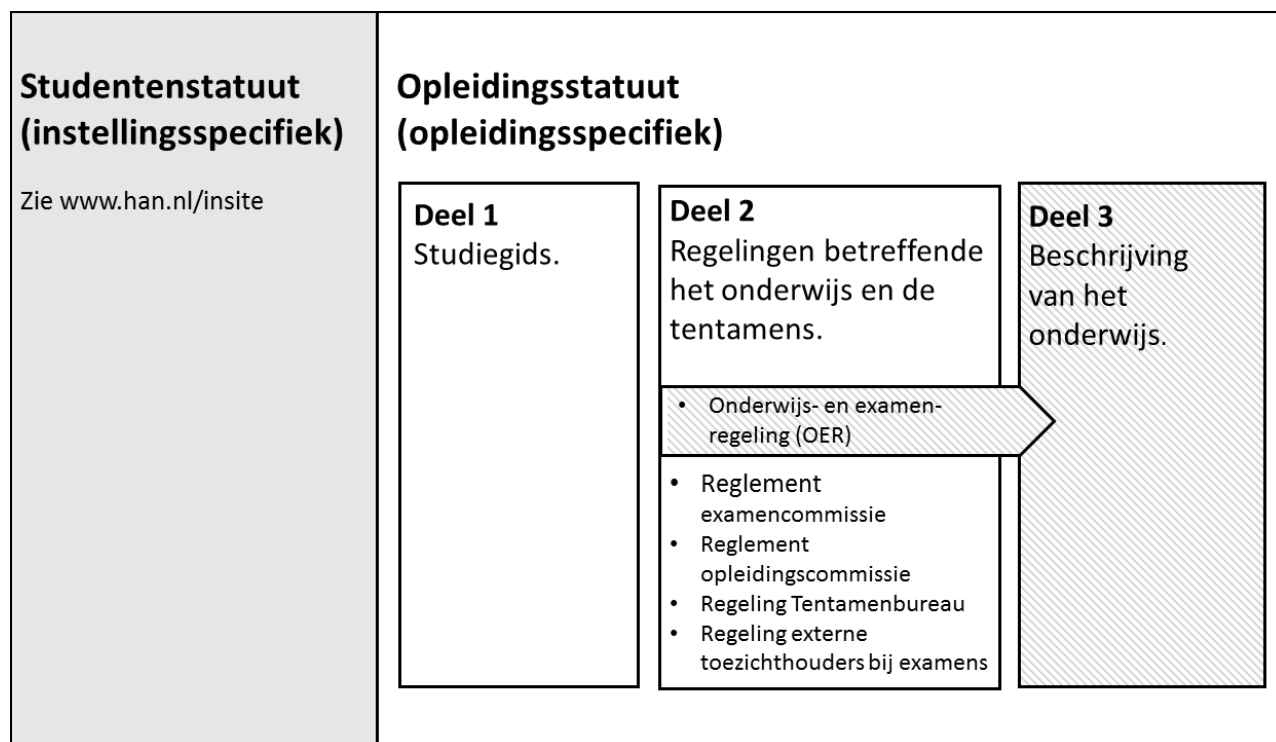 Studentenstatuut
(instellingsspecifiek)
Zie www.han.nl/insite
Opleidingsstatuut
(opleidingsspecifiek)
Deel 1
Studiegids.
Deel 2
Regelingen betreffende
het onderwijs en de
tentamens.
• Onderwijs- en examen-
regeling (OER)
• Reglement
examencommissie
• Reglement
opleidingscommissie
• Regeling Tentamenbureau
• Regeling externe
toezichthouders bij examens
Deel 3
Beschrijving
van het
onderwijs.